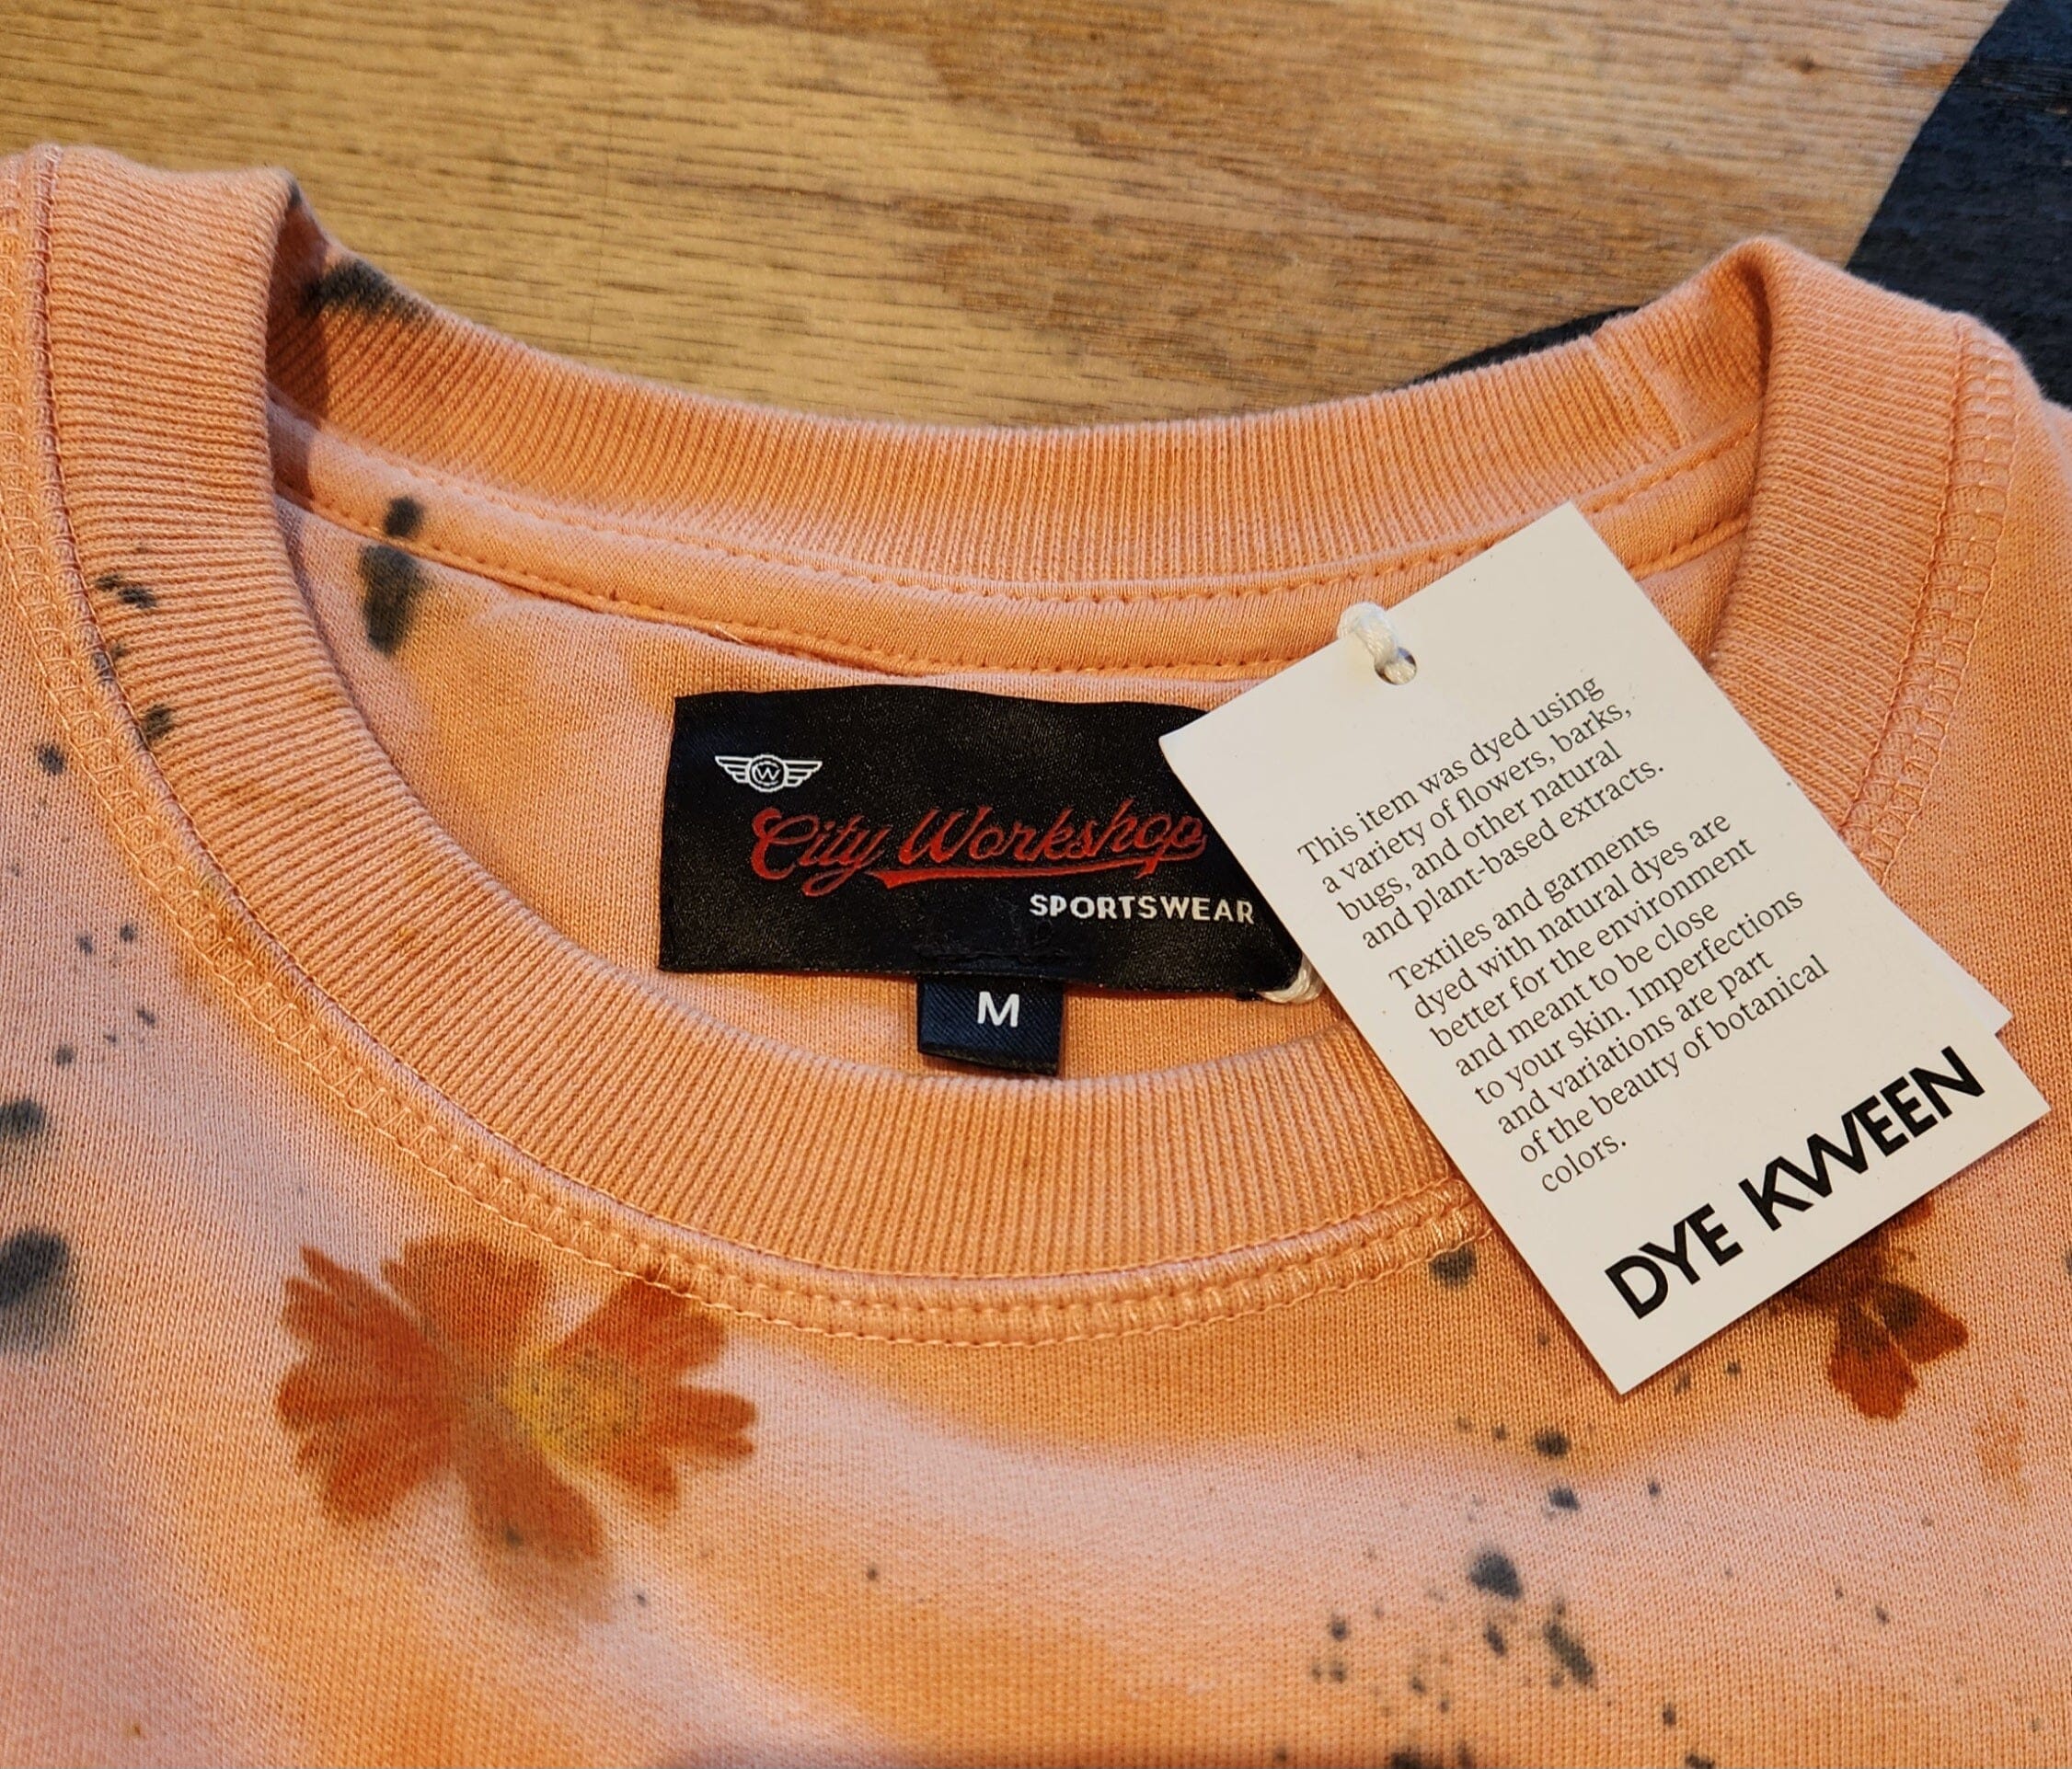 CW
City Workshop
SPORTSWEAR
M
This item was dyed using
a variety of flowers, barks,
bugs, and other natural
and plant-based extracts.
Textiles and garments
dyed with natural dyes are
better for the environment
and meant to be close
to your skin. Imperfections
and variations are part
of the beauty of botanical
colors.
DYE KWEEN